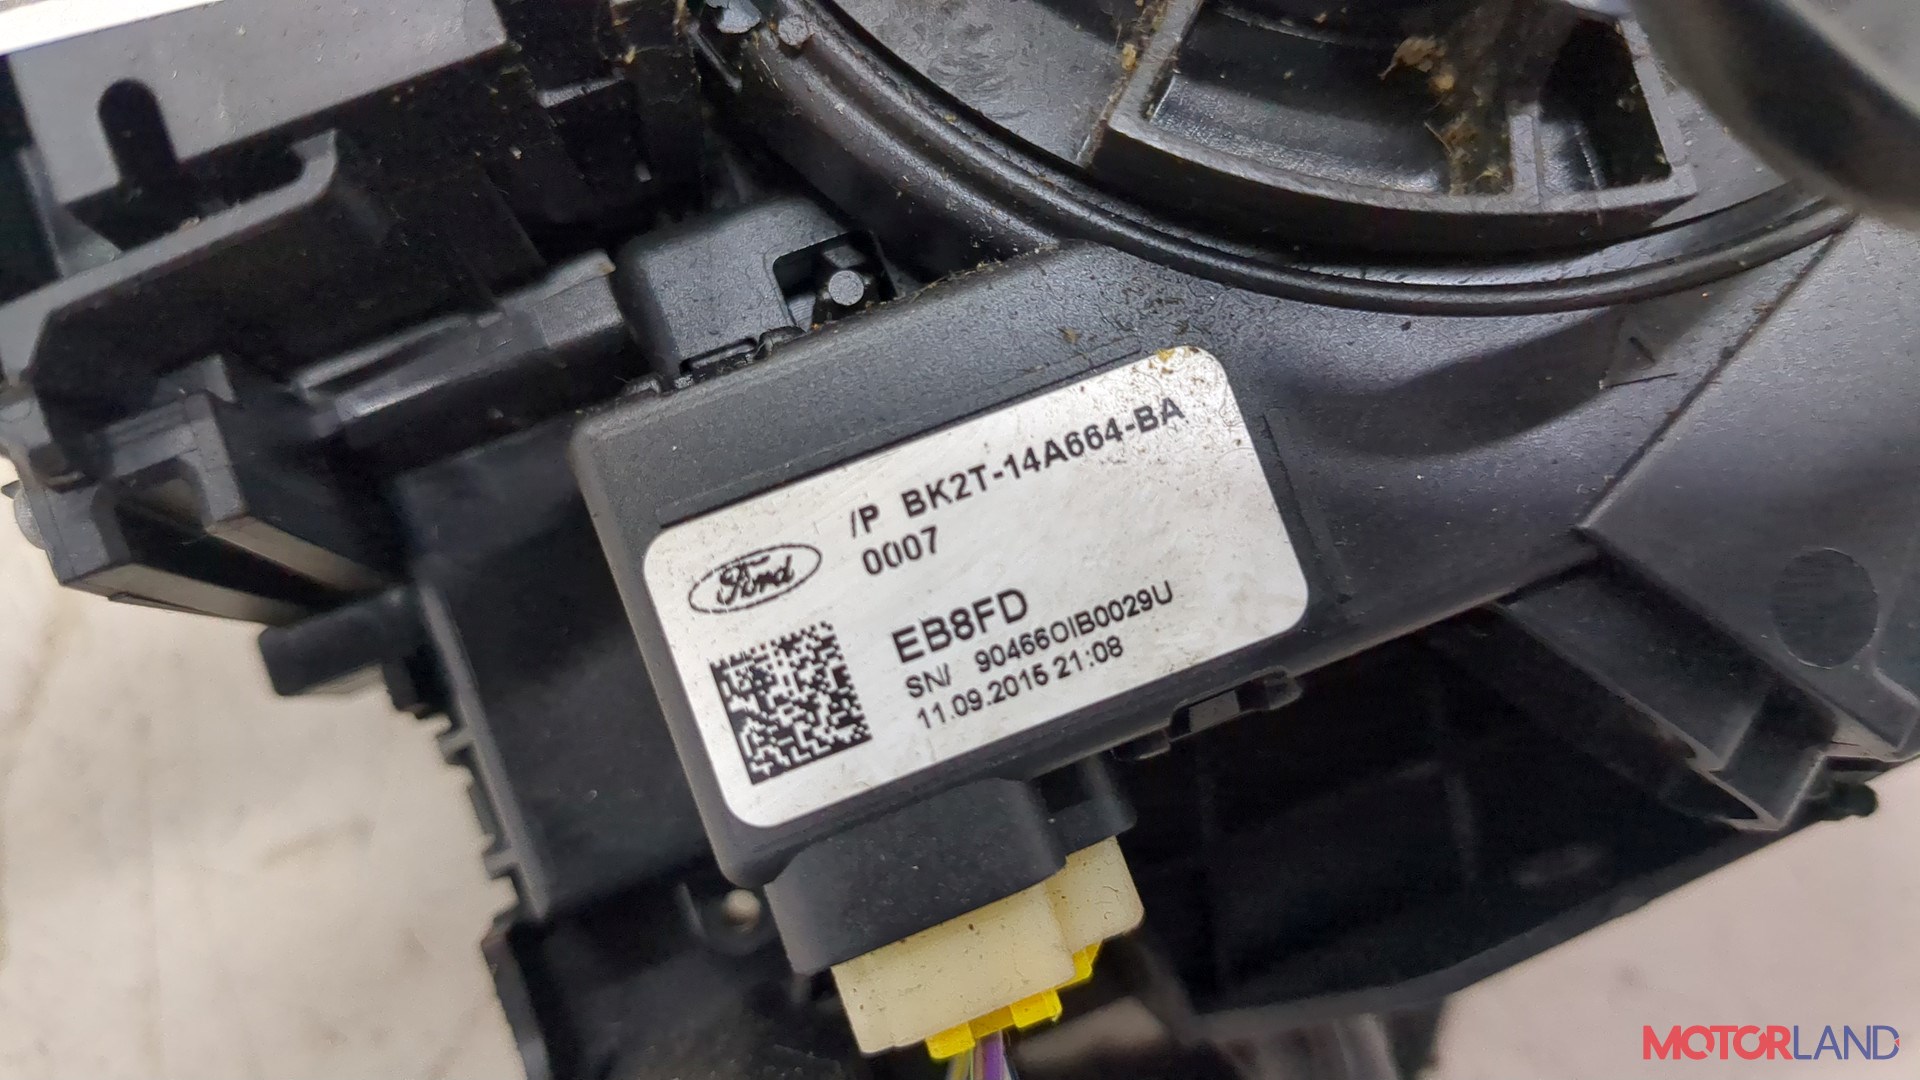 /P BK2T-14A664-BA
0007
Ford
EB8FD
SN/ 90466OIB0029U
11.09.2015 21:08
MOTORLAND